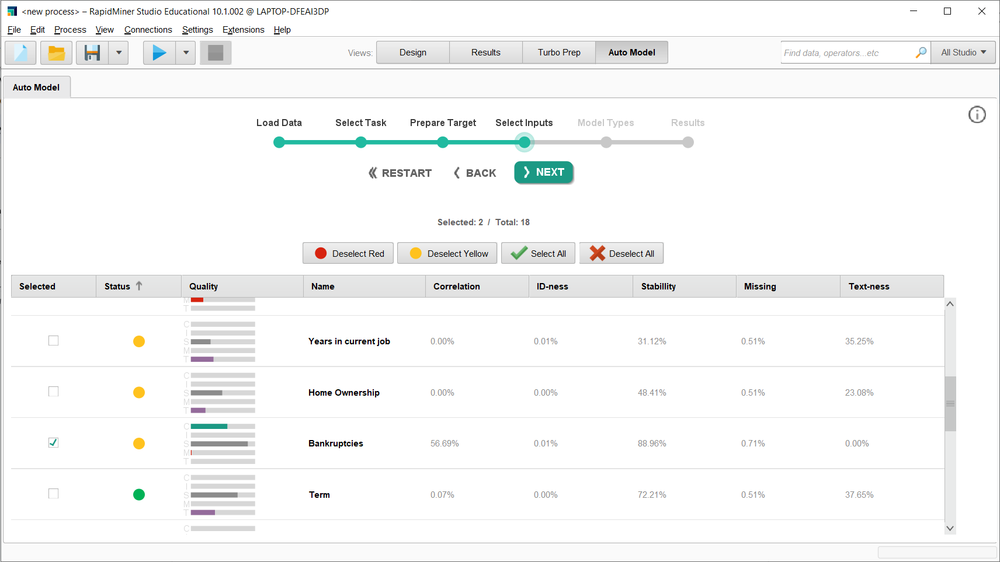 <new process> – RapidMiner Studio Educational 10.1.002 @ LAPTOP-DFEAI3DP
File Edit Process View Connections Settings Extensions Help
Views: Design Results Turbo Prep Auto Model Find data, operators...etc All Studio
Auto Model
Load Data Select Task Prepare Target Select Inputs Model Types Results
RESTART BACK NEXT
Selected: 2 / Total: 18
Deselect Red Deselect Yellow Select All Deselect All
Selected Status Quality Name Correlation ID-ness Stabillity Missing Text-ness
M
T
C
I
S
M
T
Years in current job 0.00% 0.01% 31.12% 0.51% 35.25%
C
I
S
M
T
Home Ownership 0.00% 0.00% 48.41% 0.51% 23.08%
C
I
S
M
T
Bankruptcies 56.69% 0.01% 88.96% 0.71% 0.00%
C
I
S
M
T
Term 0.07% 0.00% 72.21% 0.51% 37.65%
C